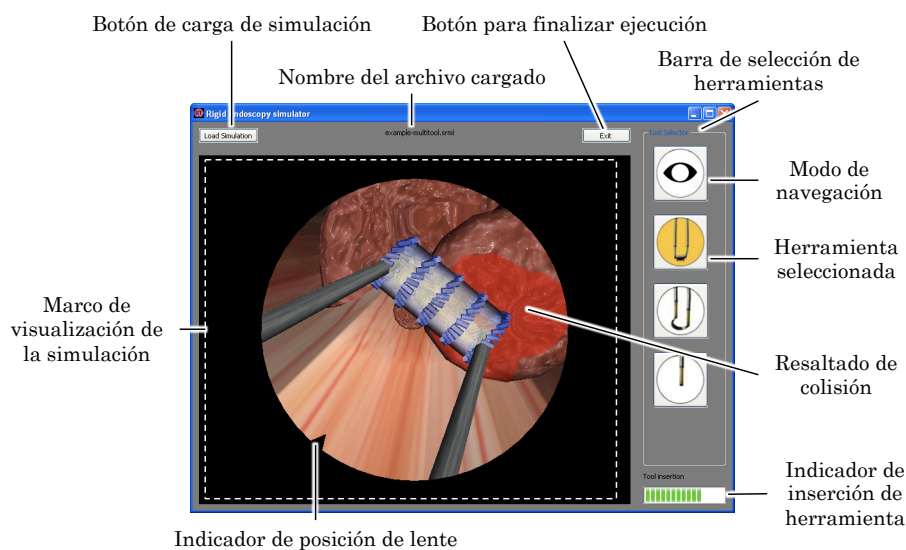 Botón de carga de simulación
Botón para finalizar ejecución
Nombre del archivo cargado
Barra de selección de
herramientas
Rigid endoscopy simulator
Load Simulation
example-multitool.srml
Exit
Tool Selector
Modo de
navegación
Herramienta
seleccionada
Marco de
visualización de
la simulación
Resaltado de
colisión
Tool insertion
Indicador de
inserción de
herramienta
Indicador de posición de lente